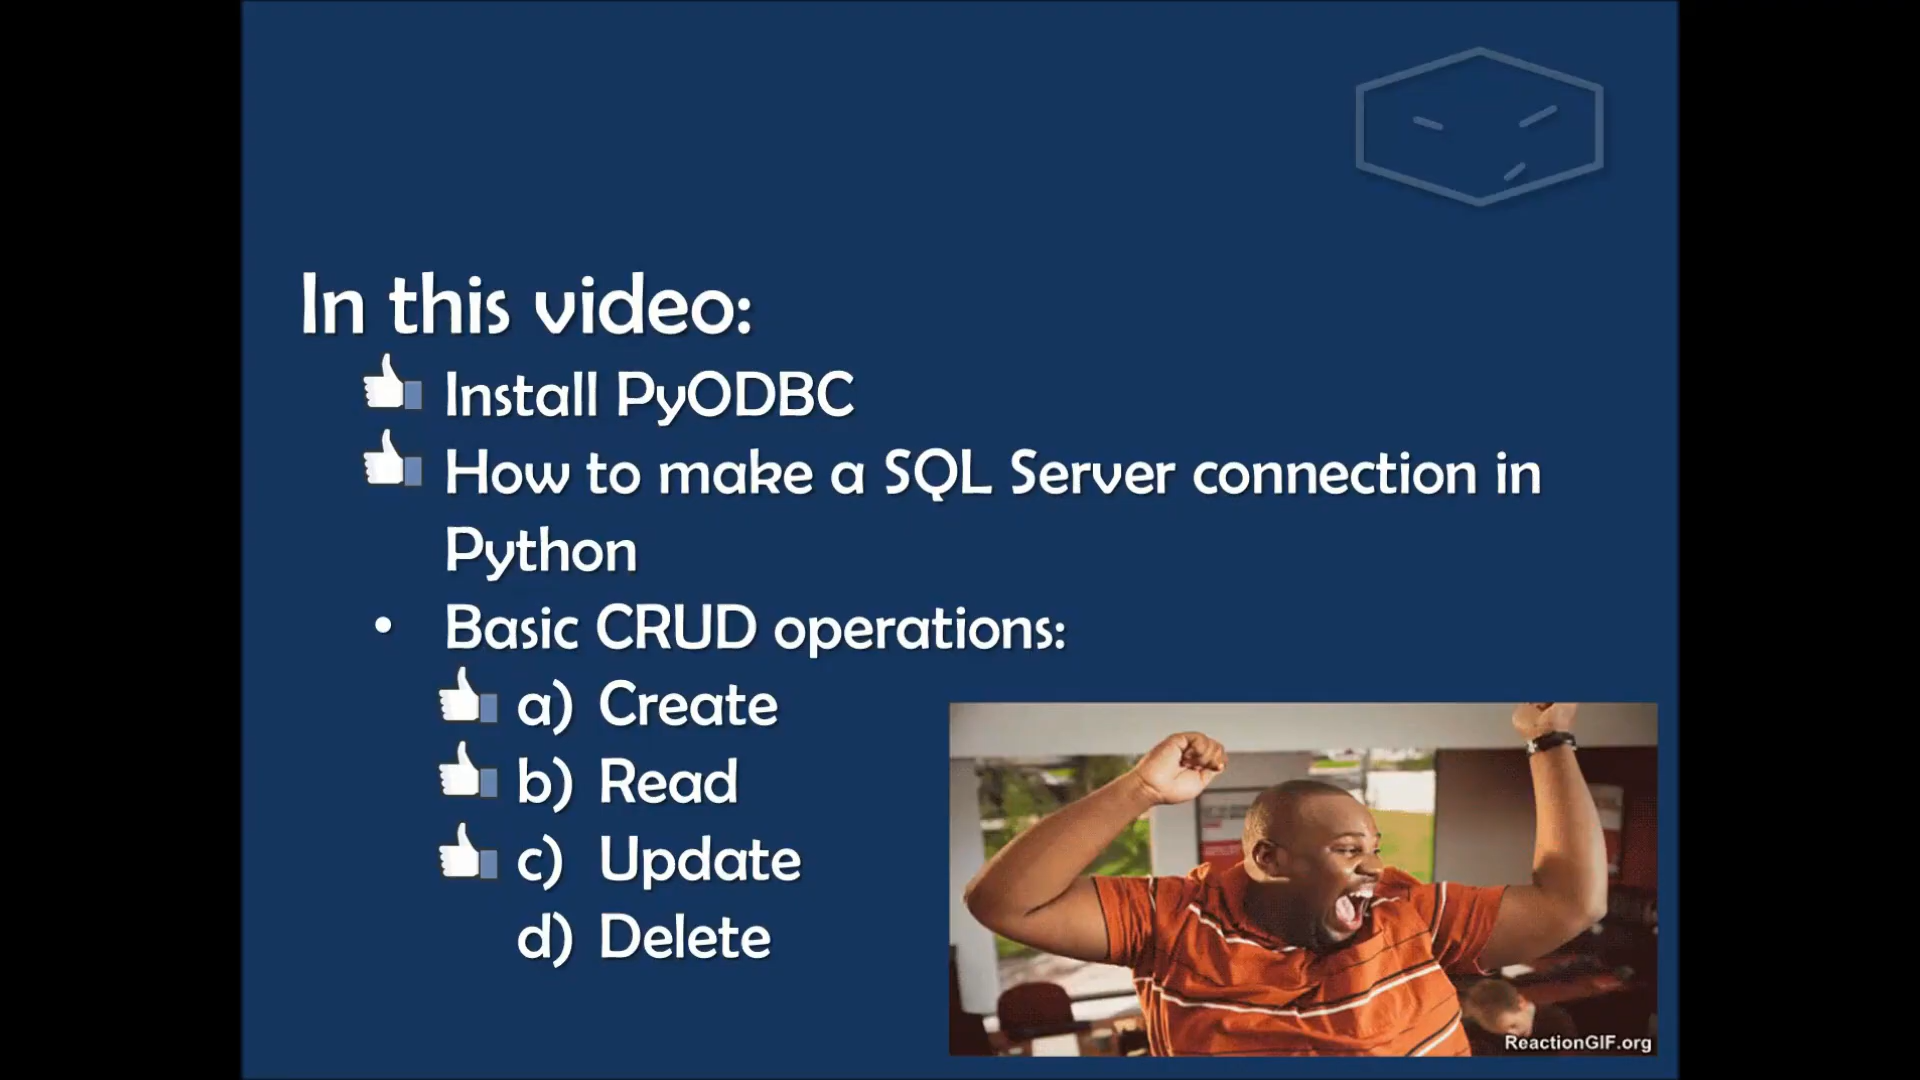 In this video:
Install PyODBC
How to make a SQL Server connection in
Python
• Basic CRUD operations:
a) Create
b) Read
c) Update
d) Delete
ReactionGIF.org